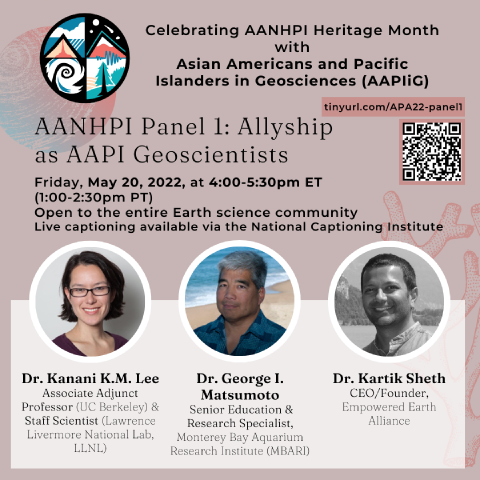 Celebrating AANHPI Heritage Month
with
Asian Americans and Pacific
Islanders in Geosciences (AAPIiG)
tinyurl.com/APA22-panel1
AANHPI Panel 1: Allyship
as AAPI Geoscientists
Friday, May 20, 2022, at 4:00-5:30pm ET
(1:00-2:30pm PT)
Open to the entire Earth science community
Live captioning available via the National Captioning Institute
Dr. Kanani K.M. Lee
Associate Adjunct
Professor (UC Berkeley) &
Staff Scientist (Lawrence
Livermore National Lab,
LLNL)
Dr. George I.
Matsumoto
Senior Education &
Research Specialist,
Monterey Bay Aquarium
Research Institute (MBARI)
Dr. Kartik Sheth
CEO/Founder,
Empowered Earth
Alliance